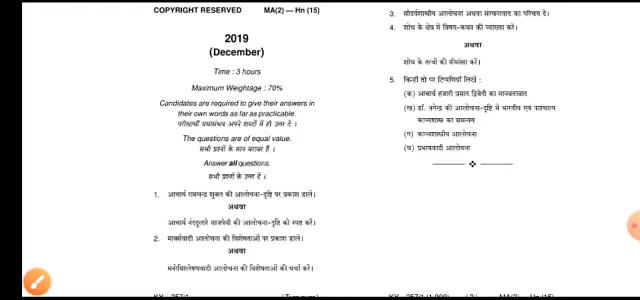 COPYRIGHT RESERVED MA(2) — Hn (15)
2019
(December)
Time : 3 hours
Maximum Weightage : 70%
Candidates are required to give their answers in
their own words as far as practicable.
परीक्षार्थी यथासंभव अपने शब्दों में ही उत्तर दें ।
The questions are of equal value.
सभी प्रश्नों के मान बराबर हैं ।
Answer all questions.
सभी प्रश्नों के उत्तर दें ।
1. आचार्य रामचन्द्र शुक्ल की आलोचना-दृष्टि पर प्रकाश डालें।
अथवा
आचार्य नंददुलारे वाजपेयी की आलोचना-दृष्टि को स्पष्ट करें।
2. मार्क्सवादी आलोचना की विशेषताओं पर प्रकाश डालें।
अथवा
मनोविश्लेषणवादी आलोचना की विशेषताओं की चर्चा करें।
3. सौंदर्यशास्त्रीय आलोचना अथवा संरचनावाद का परिचय दें।
4. शोध के क्षेत्र में विषय-चयन की व्याख्या करें।
अथवा
शोध के तत्वों की मीमांसा करें।
5. किन्हीं दो पर टिप्पणियाँ लिखें :
(क) आचार्य हजारी प्रसाद द्विवेदी का मानवतावाद
(ख) डॉ. नगेन्द्र की आलोचना-दृष्टि में भारतीय एवं पाश्चात्य
काव्यशास्त्र का समन्वय
(ग) काव्यशास्त्रीय आलोचना
(घ) प्रभाववादी आलोचना